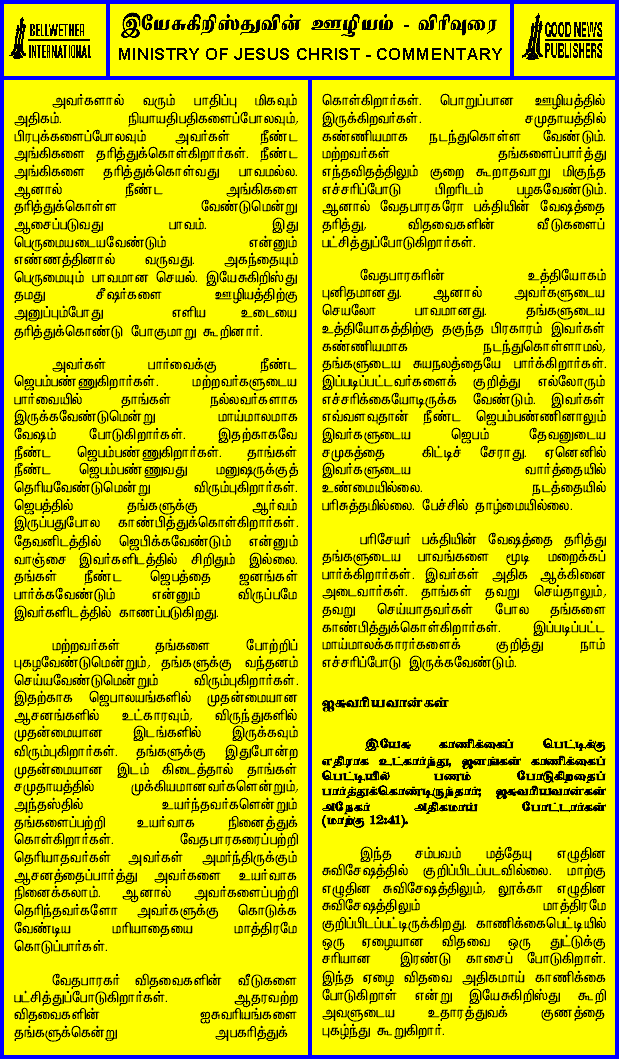 BELLWETHER
INTERNATIONAL
இயேசுகிறிஸ்துவின் ஊழியம் - விரிவுரை
MINISTRY OF JESUS CHRIST - COMMENTARY
GOOD NEWS
PUBLISHERS
அவர்களால் வரும் பாதிப்பு மிகவும்
அதிகம். நியாயதிபதிகளைப்போலவும்,
பிரபுக்களைப்போலவும் அவர்கள் நீண்ட
அங்கிகளை தரித்துக்கொள்கிறார்கள். நீண்ட
அங்கிகளை தரித்துக்கொள்வது பாவமல்ல.
ஆனால் நீண்ட அங்கிகளை
தரித்துக்கொள்ள வேண்டுமென்று
ஆசைப்படுவது பாவம். இது
பெருமையடையவேண்டும் என்னும்
எண்ணத்தினால் வருவது. அகந்தையும்
பெருமையும் பாவமான செயல். இயேசுகிறிஸ்து
தமது சீஷர்களை ஊழியத்திற்கு
அனுப்பும்போது எளிய உடையை
தரித்துக்கொண்டு போகுமாறு கூறினார்.
அவர்கள் பார்வைக்கு நீண்ட
ஜெபம்பண்ணுகிறார்கள். மற்றவர்களுடைய
பார்வையில் தாங்கள் நல்லவர்களாக
இருக்கவேண்டுமென்று மாய்மாலமாக
வேஷம் போடுகிறார்கள். இதற்காகவே
நீண்ட ஜெபம்பண்ணுகிறார்கள். தாங்கள்
நீண்ட ஜெபம்பண்ணுவது மனுஷருக்குத்
தெரியவேண்டுமென்று விரும்புகிறார்கள்.
ஜெபத்தில் தங்களுக்கு ஆர்வம்
இருப்பதுபோல காண்பித்துக்கொள்கிறார்கள்.
தேவனிடத்தில் ஜெபிக்கவேண்டும் என்னும்
வாஞ்சை இவர்களிடத்தில் சிறிதும் இல்லை.
தங்கள் நீண்ட ஜெபத்தை ஜனங்கள்
பார்க்கவேண்டும் என்னும் விருப்பமே
இவர்களிடத்தில் காணப்படுகிறது.
மற்றவர்கள் தங்களை போற்றிப்
புகழவேண்டுமென்றும், தங்களுக்கு வந்தனம்
செய்யவேண்டுமென்றும் விரும்புகிறார்கள்.
இதற்காக ஜெபாலயங்களில் முதன்மையான
ஆசனங்களில் உட்காரவும், விருந்துகளில்
முதன்மையான இடங்களில் இருக்கவும்
விரும்புகிறார்கள். தங்களுக்கு இதுபோன்ற
முதன்மையான இடம் கிடைத்தால் தாங்கள்
சமுதாயத்தில் முக்கியமானவர்களென்றும்,
அந்தஸ்தில் உயர்ந்தவர்களென்றும்
தங்களைப்பற்றி உயர்வாக நினைத்துக்
கொள்கிறார்கள். வேதபாரகரைப்பற்றி
தெரியாதவர்கள் அவர்கள் அமர்ந்திருக்கும்
ஆசனத்தைப்பார்த்து அவர்களை உயர்வாக
நினைக்கலாம். ஆனால் அவர்களைப்பற்றி
தெரிந்தவர்களோ அவர்களுக்கு கொடுக்க
வேண்டிய மரியாதையை மாத்திரமே
கொடுப்பார்கள்.
வேதபாரகர் விதவைகளின் வீடுகளை
பட்சித்துப்போடுகிறார்கள். ஆதரவற்ற
விதவைகளின் ஐசுவரியங்களை
தங்களுக்கென்று அபகரித்துக்
கொள்கிறார்கள். பொறுப்பான ஊழியத்தில்
இருக்கிறவர்கள். சமுதாயத்தில்
கண்ணியமாக நடந்துகொள்ள வேண்டும்.
மற்றவர்கள் தங்களைப்பார்த்து
எந்தவிதத்திலும் குறை கூறாதவாறு மிகுந்த
எச்சரிப்போடு பிறரிடம் பழகவேண்டும்.
ஆனால் வேதபாரகரோ பக்தியின் வேஷத்தை
தரித்து, விதவைகளின் வீடுகளைப்
பட்சித்துப்போடுகிறார்கள்.
வேதபாரகரின் உத்தியோகம்
புனிதமானது. ஆனால் அவர்களுடைய
செயலோ பாவமானது. தங்களுடைய
உத்தியோகத்திற்கு தகுந்த பிரகாரம் இவர்கள்
கண்ணியமாக நடந்துகொள்ளாமல்,
தங்களுடைய சுயநலத்தையே பார்க்கிறார்கள்.
இப்படிப்பட்டவர்களைக் குறித்து எல்லோரும்
எச்சரிக்கையோடிருக்க வேண்டும். இவர்கள்
எவ்வளவுதான் நீண்ட ஜெபம்பண்ணினாலும்
இவர்களுடைய ஜெபம் தேவனுடைய
சமுகத்தை கிட்டிச் சேராது. ஏனெனில்
இவர்களுடைய வார்த்தையில்
உண்மையில்லை. நடத்தையில்
பரிசுத்தமில்லை. பேச்சில் தாழ்மையில்லை.
பரிசேயர் பக்தியின் வேஷத்தை தரித்து
தங்களுடைய பாவங்களை மூடி மறைக்கப்
பார்க்கிறார்கள். இவர்கள் அதிக ஆக்கினை
அடைவார்கள். தாங்கள் தவறு செய்தாலும்,
தவறு செய்யாதவர்கள் போல தங்களை
காண்பித்துக்கொள்கிறார்கள். இப்படிப்பட்ட
மாய்மாலக்காரர்களைக் குறித்து நாம்
எச்சரிப்போடு இருக்கவேண்டும்.
ஐசுவரியவான்கள்
இயேசு காணிக்கைப் பெட்டிக்கு
எதிராக உட்கார்ந்து, ஜனங்கள் காணிக்கைப்
பெட்டியில் பணம் போடுகிறதைப்
பார்த்துக்கொண்டிருந்தார்; ஐசுவரியவான்கள்
அநேகர் அதிகமாய் போட்டார்கள்
(மாற்கு 12:41).
இந்த சம்பவம் மத்தேயு எழுதின
சுவிசேஷத்தில் குறிப்பிடப்படவில்லை. மாற்கு
எழுதின சுவிசேஷத்திலும், லூக்கா எழுதின
சுவிசேஷத்திலும் மாத்திரமே
குறிப்பிடப்பட்டிருக்கிறது. காணிக்கைபெட்டியில்
ஒரு ஏழையான விதவை ஒரு துட்டுக்கு
சரியான இரண்டு காசைப் போடுகிறாள்.
இந்த ஏழை விதவை அதிகமாய் காணிக்கை
போடுகிறாள் என்று இயேசுகிறிஸ்து கூறி
அவளுடைய உதாரத்துவக் குணத்தை
புகழ்ந்து கூறுகிறார்.